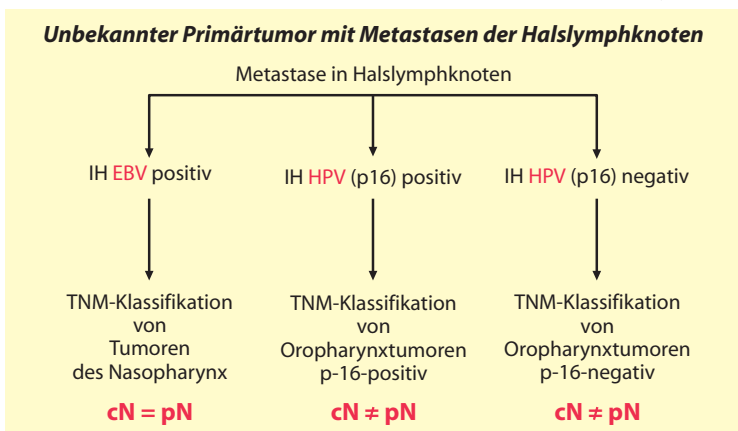 Unbekannter Primärtumor mit Metastasen der Halslymphknoten
Metastase in Halslymphknoten
IH EBV positiv
IH HPV (p16) positiv
IH HPV (p16) negativ
TNM-Klassifikation
von
Tumoren
des Nasopharynx
cN = pN
TNM-Klassifikation
von
Oropharynxtumoren
p-16-positiv
cN ≠ pN
TNM-Klassifikation
von
Oropharynxtumoren
p-16-negativ
cN ≠ pN